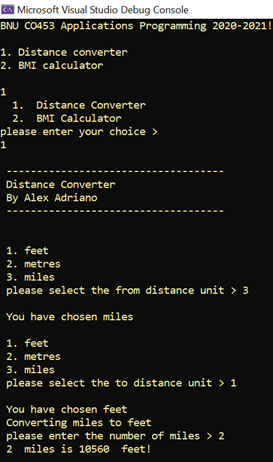 Microsoft Visual Studio Debug Console
BNU CO453 Applications Programming 2020-2021!
1. Distance converter
2. BMI calculator
1
1. Distance Converter
2. BMI Calculator
please enter your choice >
1
------------------------------------
Distance Converter
By Alex Adriano
------------------------------------
1. feet
2. metres
3. miles
please select the from distance unit > 3
You have chosen miles
1. feet
2. metres
3. miles
please select the to distance unit > 1
You have chosen feet
Converting miles to feet
please enter the number of miles > 2
2 miles is 10560 feet!